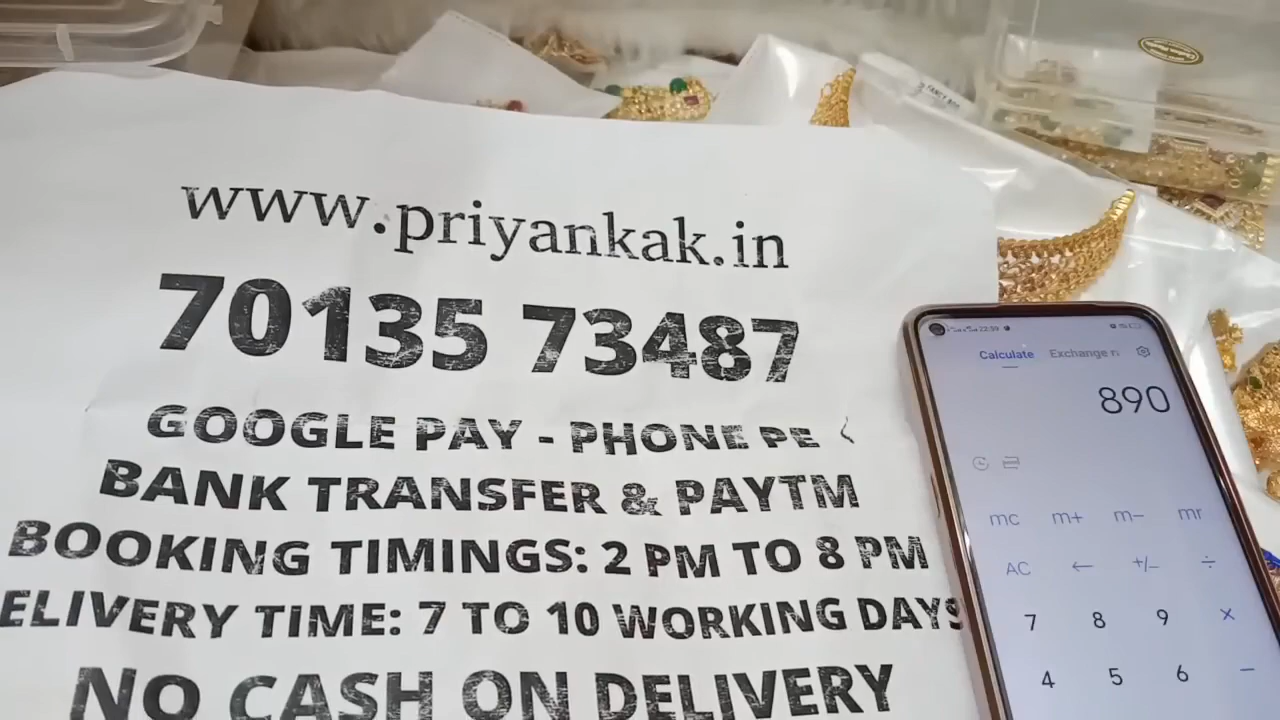 www.priyankak.in
70135 73487
GOOGLE PAY - PHONE PE
BANK TRANSFER & PAYTM
BOOKING TIMINGS: 2 PM TO 8 PM
ELIVERY TIME: 7 TO 10 WORKING DAYS
NO CASH ON DELIVERY
Calculate Exchange r
890
mc m+ m− mr
AC ← +/− ÷
7 8 9 ×
4 5 6 −